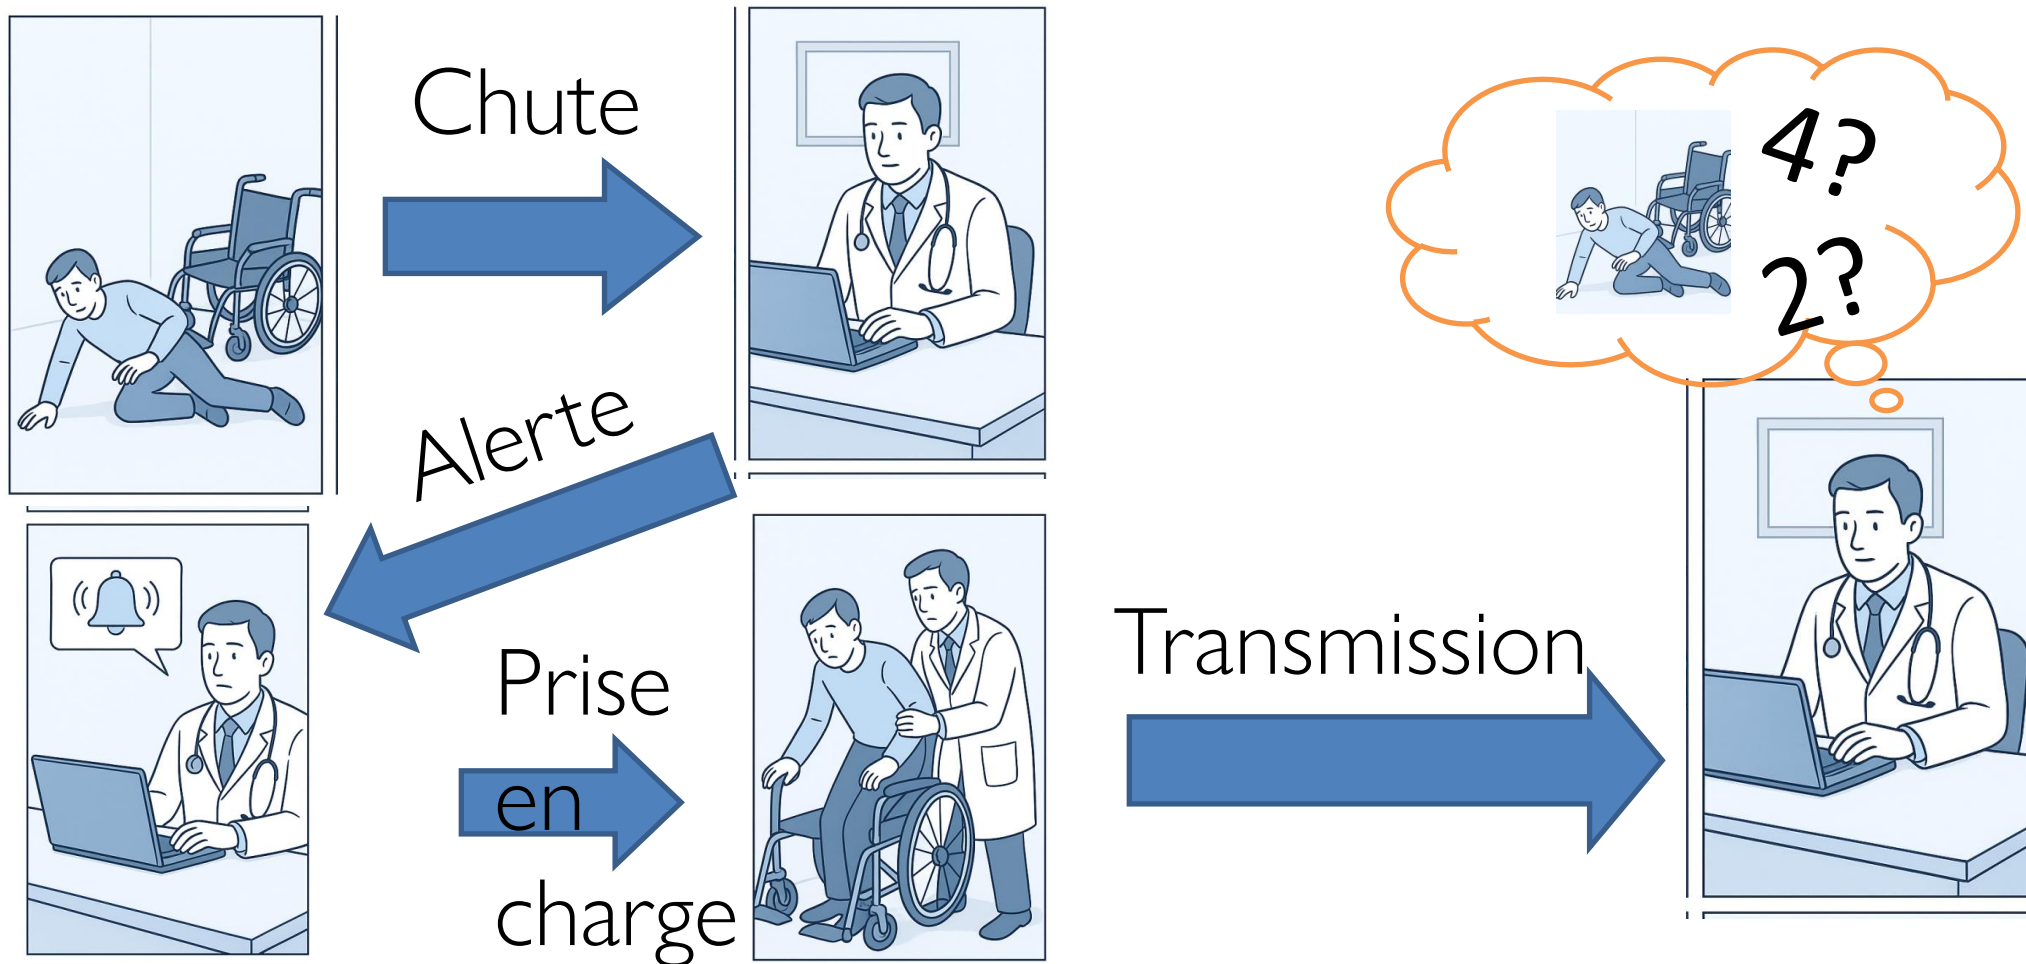 Chute
4?
2?
Alerte
Prise
en
charge
Transmission